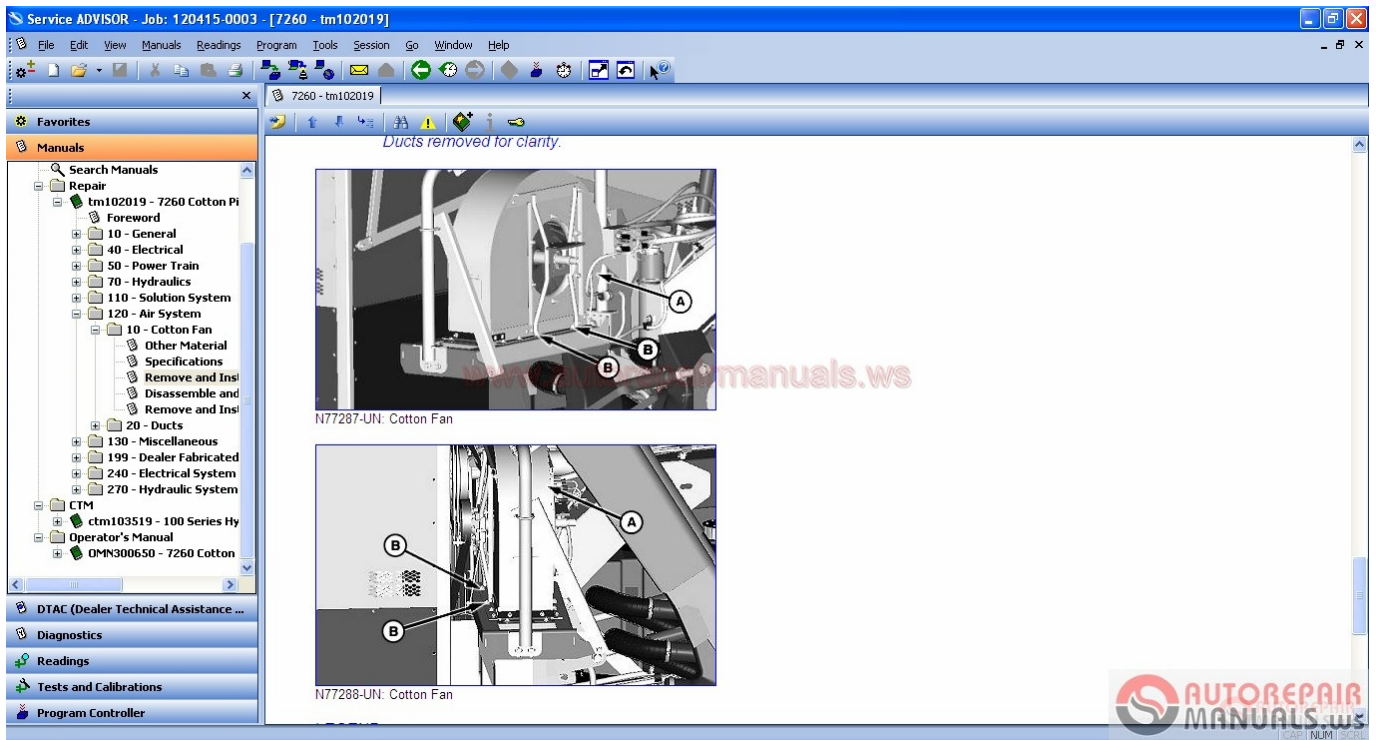 Service ADVISOR - Job: 120415-0003 - [7260 - tm102019]
File Edit View Manuals Readings Program Tools Session Go Window Help
7260 - tm102019
Favorites
Manuals
Search Manuals
Repair
tm102019 - 7260 Cotton Pi
Foreword
10 - General
40 - Electrical
50 - Power Train
70 - Hydraulics
110 - Solution System
120 - Air System
10 - Cotton Fan
Other Material
Specifications
Remove and Inst
Disassemble and
Remove and Inst
20 - Ducts
130 - Miscellaneous
199 - Dealer Fabricated
240 - Electrical System
270 - Hydraulic System
CTM
ctm103519 - 100 Series Hy
Operator's Manual
OMN300650 - 7260 Cotton
DTAC (Dealer Technical Assistance ...
Diagnostics
Readings
Tests and Calibrations
Program Controller
Ducts removed for clarity.
A
B
B
N77287-UN: Cotton Fan
A
B
B
N77288-UN: Cotton Fan
AUTOREPAIR
MANUALS.WS
CAP NUM SCRL